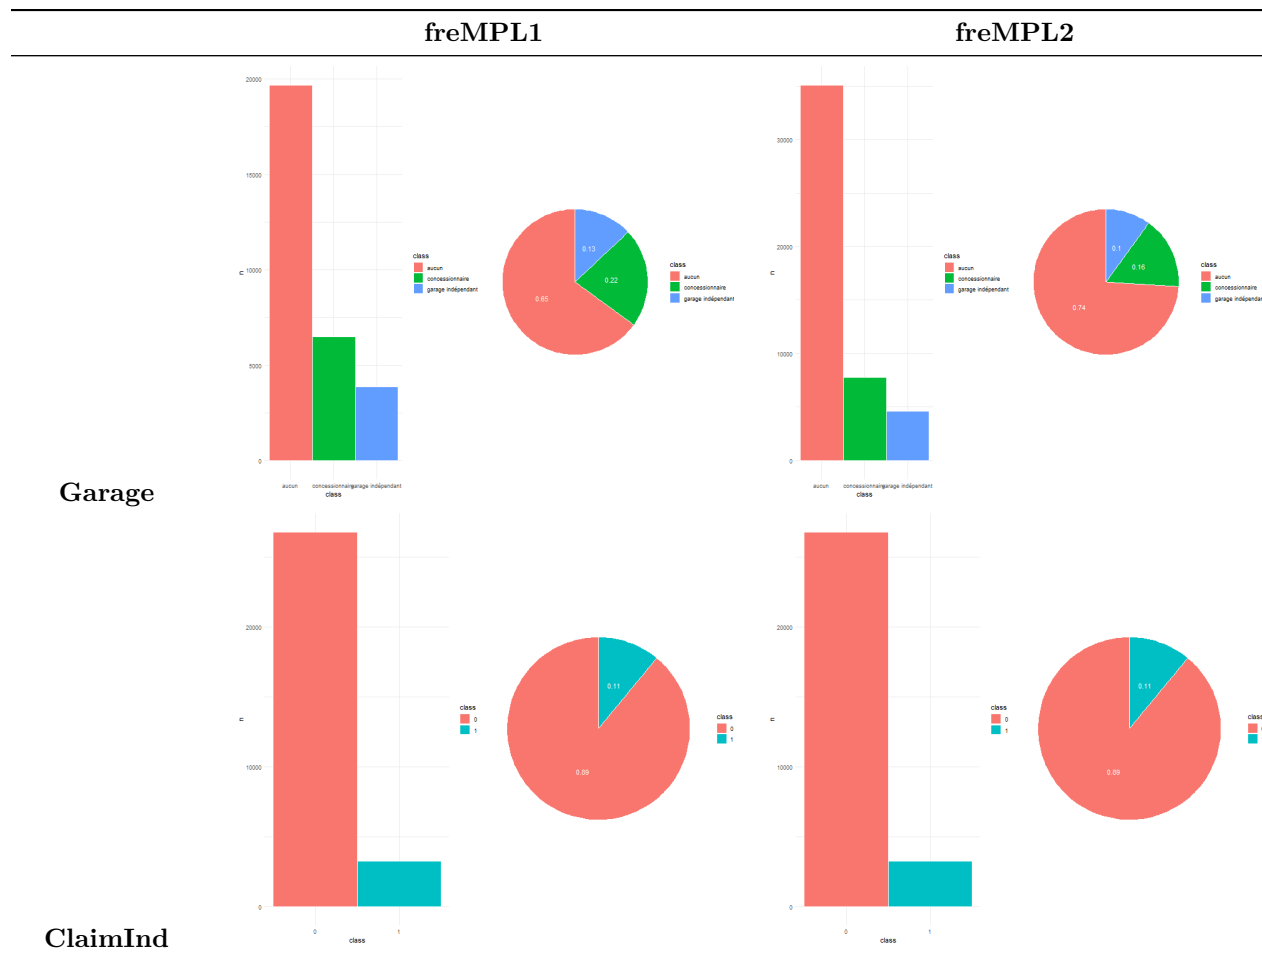 freMPL1 freMPL2
Garage
20000
15000
10000
5000
0
n
aucun concessionnaire garage indépendant
class
class
aucun
concessionnaire
garage indépendant
0.13
0.22
0.65
class
aucun
concessionnaire
garage indépendant
30000
20000
10000
0
n
aucun concessionnaire garage indépendant
class
class
aucun
concessionnaire
garage indépendant
0.1
0.16
0.74
class
aucun
concessionnaire
garage indépendan
ClaimInd
20000
10000
0
n
0 1
class
class
0
1
0.11
0.89
class
0
1
20000
10000
0
n
0 1
class
class
0
1
0.11
0.89
class